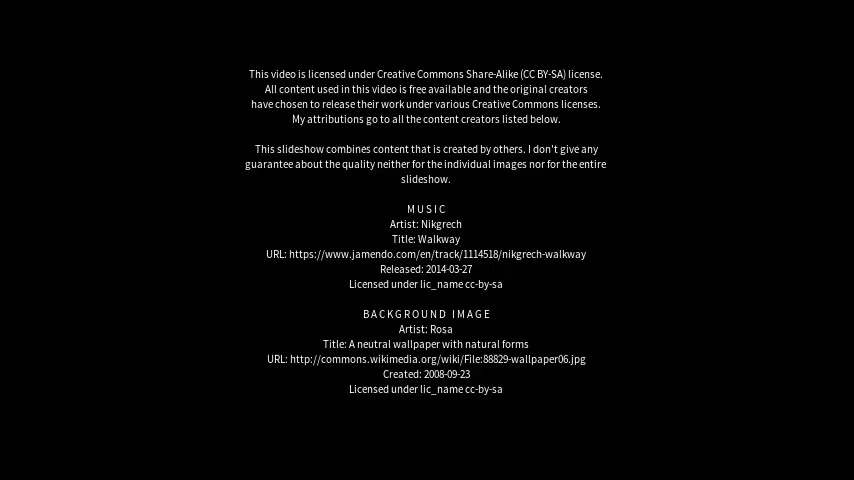 This video is licensed under Creative Commons Share-Alike (CC BY-SA) license.
All content used in this video is free available and the original creators
have chosen to release their work under various Creative Commons licenses.
My attributions go to all the content creators listed below.
This slideshow combines content that is created by others. I don't give any
guarantee about the quality neither for the individual images nor for the entire
slideshow.
MUSIC
Artist: Nikgrech
Title: Walkway
URL: https://www.jamendo.com/en/track/1114518/nikgrech-walkway
Released: 2014-03-27
Licensed under lic_name cc-by-sa
BACKGROUND IMAGE
Artist: Rosa
Title: A neutral wallpaper with natural forms
URL: http://commons.wikimedia.org/wiki/File:88829-wallpaper06.jpg
Created: 2008-09-23
Licensed under lic_name cc-by-sa